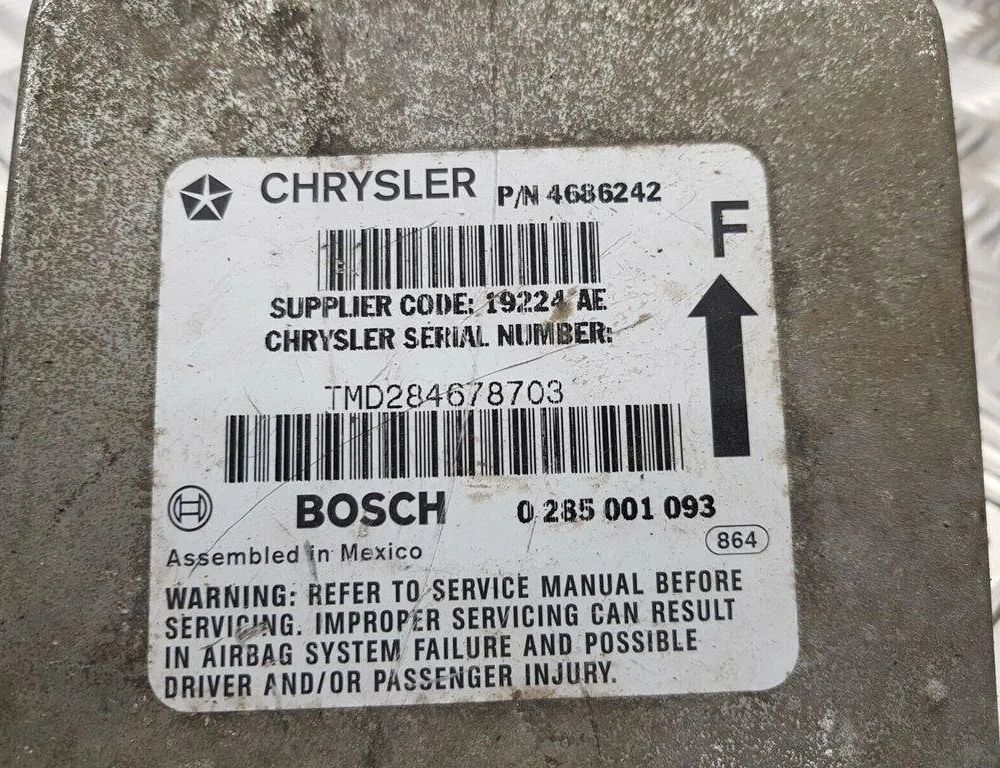 CHRYSLER P/N 4686242
F
SUPPLIER CODE: 19224 AE
CHRYSLER SERIAL NUMBER:
TMD284678703
BOSCH 0 285 001 093
Assembled in Mexico 864
WARNING: REFER TO SERVICE MANUAL BEFORE
SERVICING. IMPROPER SERVICING CAN RESULT
IN AIRBAG SYSTEM FAILURE AND POSSIBLE
DRIVER AND/OR PASSENGER INJURY.